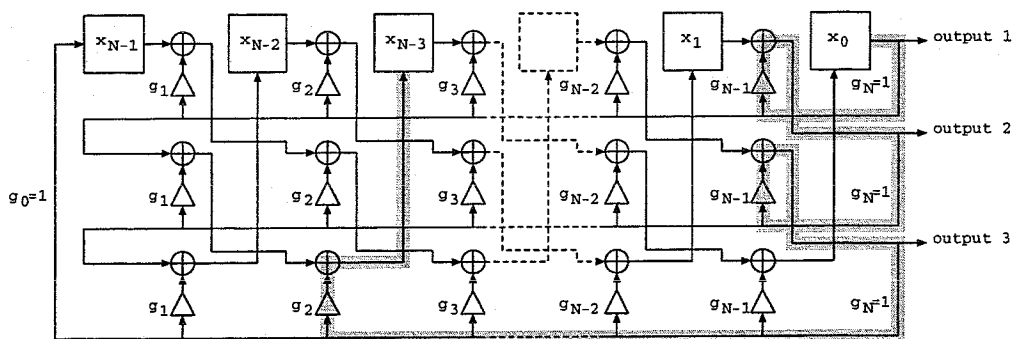 x_{N-1} x_{N-2} x_{N-3} x_1 x_0 output 1
g_1 g_2 g_3 g_{N-2} g_{N-1} g_N=1
output 2
g_0=1 g_1 g_2 g_3 g_{N-2} g_{N-1} g_N=1
output 3
g_1 g_2 g_3 g_{N-2} g_{N-1} g_N=1